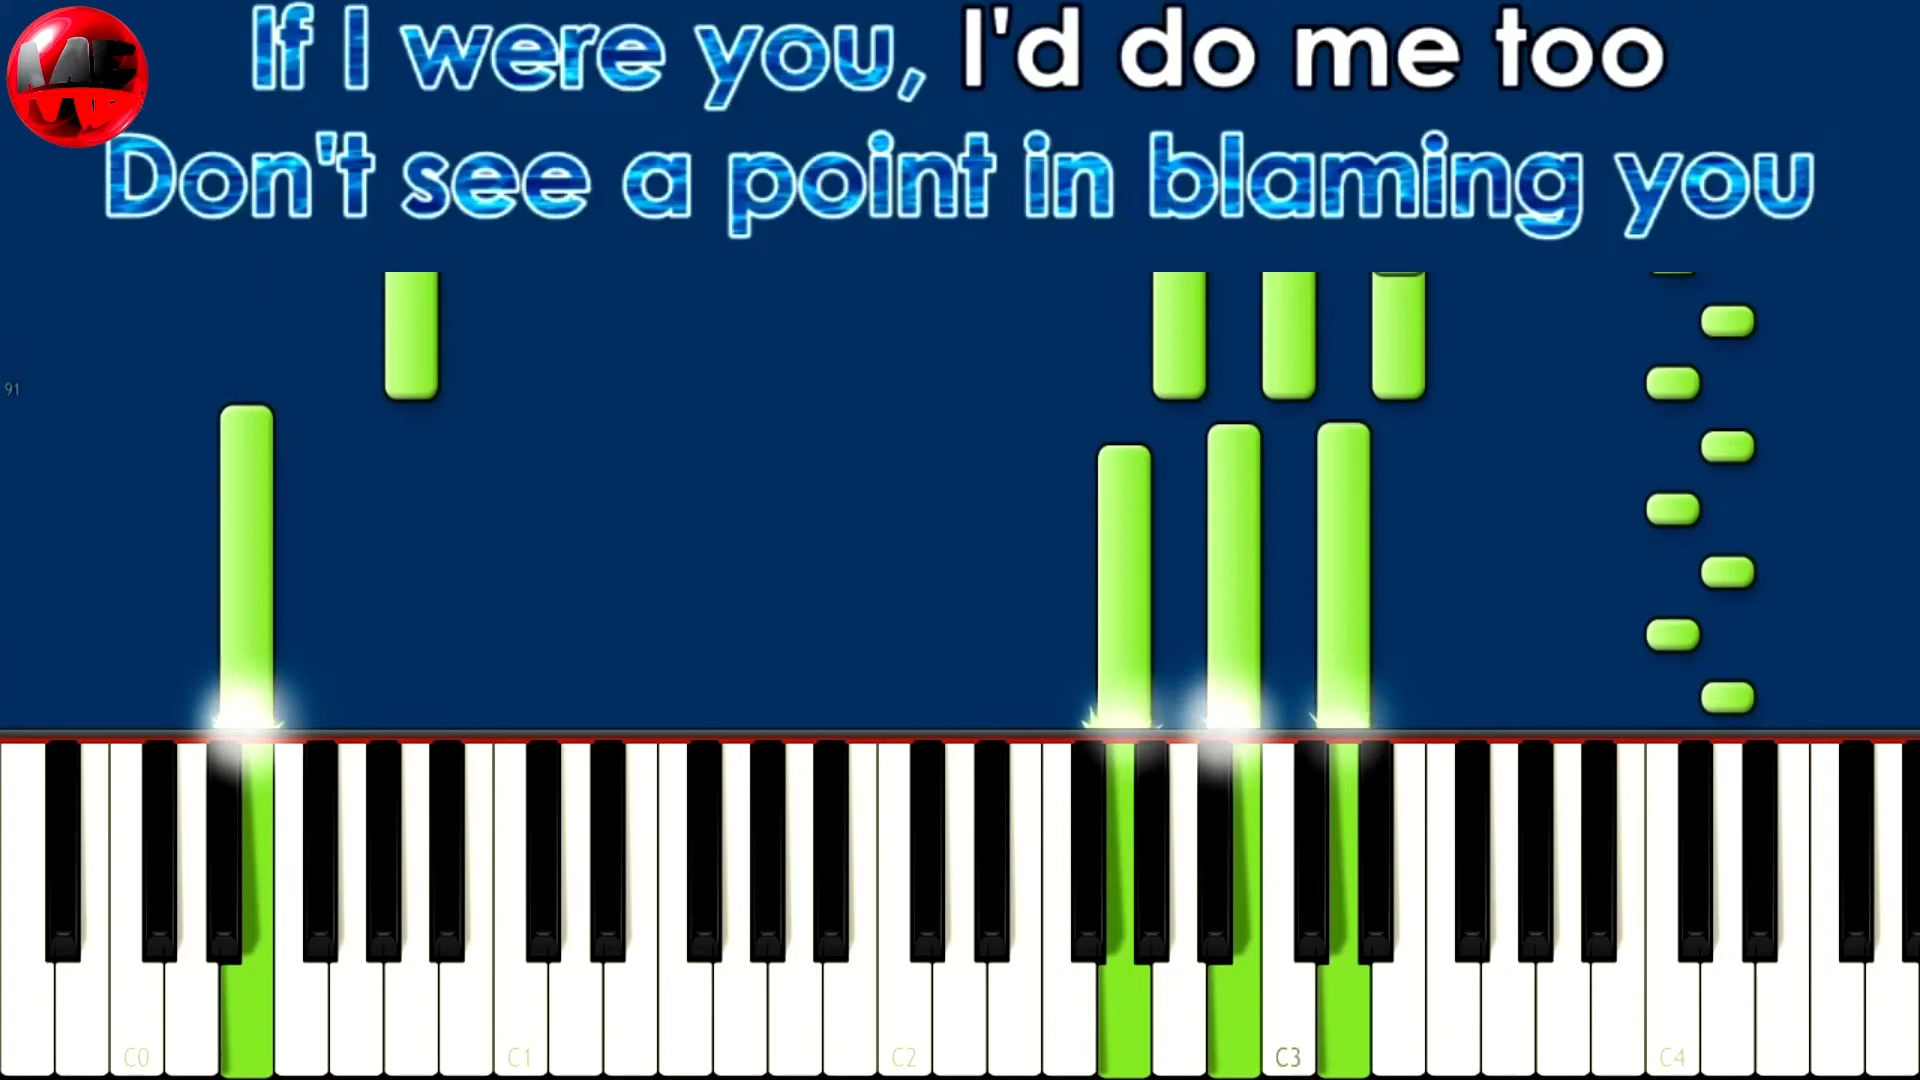 If I were you, I'd do me too
Don't see a point in blaming you
91
C0 C1 C2 C3 C4